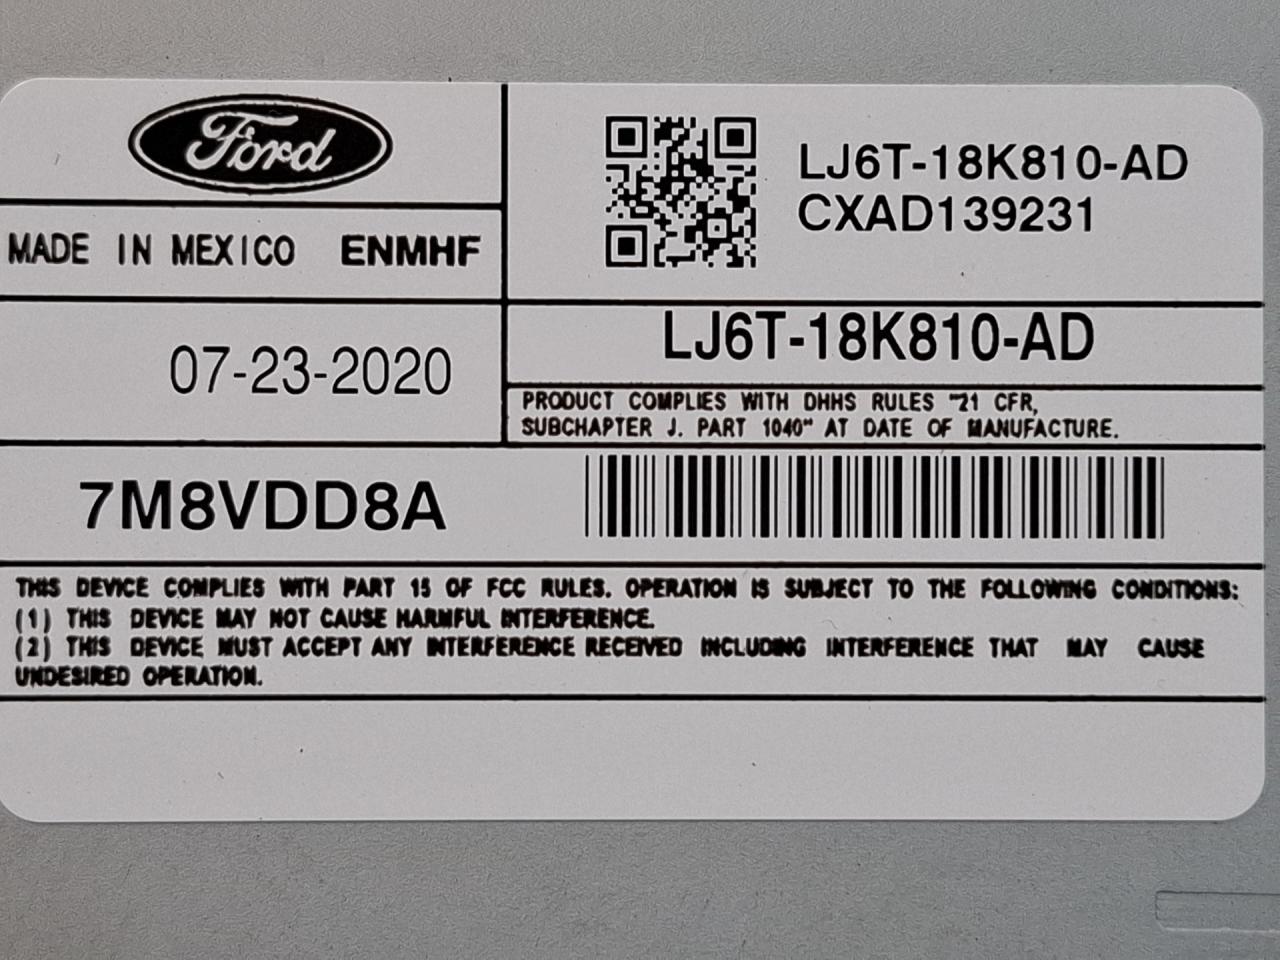 Ford
MADE IN MEXICO ENMHF
07-23-2020
LJ6T-18K810-AD
CXAD139231
LJ6T-18K810-AD
PRODUCT COMPLIES WITH DHHS RULES "21 CFR,
SUBCHAPTER J. PART 1040" AT DATE OF MANUFACTURE.
7M8VDD8A
THIS DEVICE COMPLIES WITH PART 15 OF FCC RULES. OPERATION IS SUBJECT TO THE FOLLOWING CONDITIONS:
(1) THIS DEVICE MAY NOT CAUSE HARMFUL INTERFERENCE.
(2) THIS DEVICE MUST ACCEPT ANY INTERFERENCE RECEIVED INCLUDING INTERFERENCE THAT MAY CAUSE
UNDESIRED OPERATION.